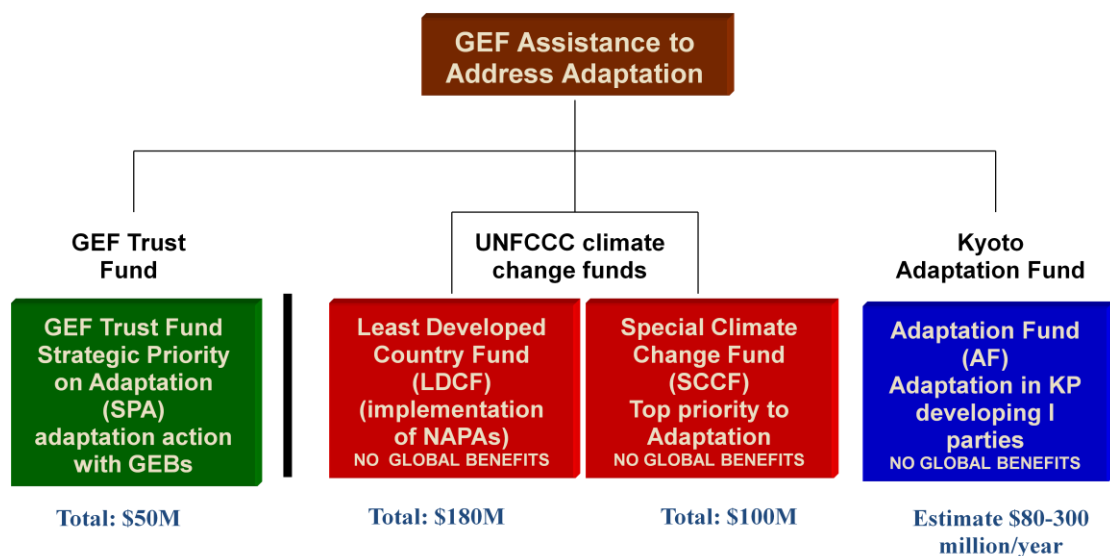 GEF Assistance to
Address Adaptation
GEF Trust
Fund
UNFCCC climate
change funds
Kyoto
Adaptation Fund
GEF Trust Fund
Strategic Priority
on Adaptation
(SPA)
adaptation action
with GEBs
Least Developed
Country Fund
(LDCF)
(implementation
of NAPAs)
NO GLOBAL BENEFITS
Special Climate
Change Fund
(SCCF)
Top priority to
Adaptation
NO GLOBAL BENEFITS
Adaptation Fund
(AF)
Adaptation in KP
developing l
parties
NO GLOBAL BENEFITS
Total: $50M
Total: $180M
Total: $100M
Estimate $80-300
million/year